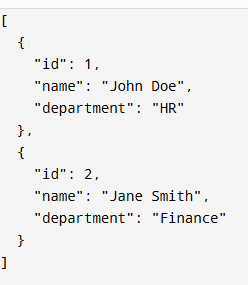 [
  {
    "id": 1,
    "name": "John Doe",
    "department": "HR"
  },
  {
    "id": 2,
    "name": "Jane Smith",
    "department": "Finance"
  }
]